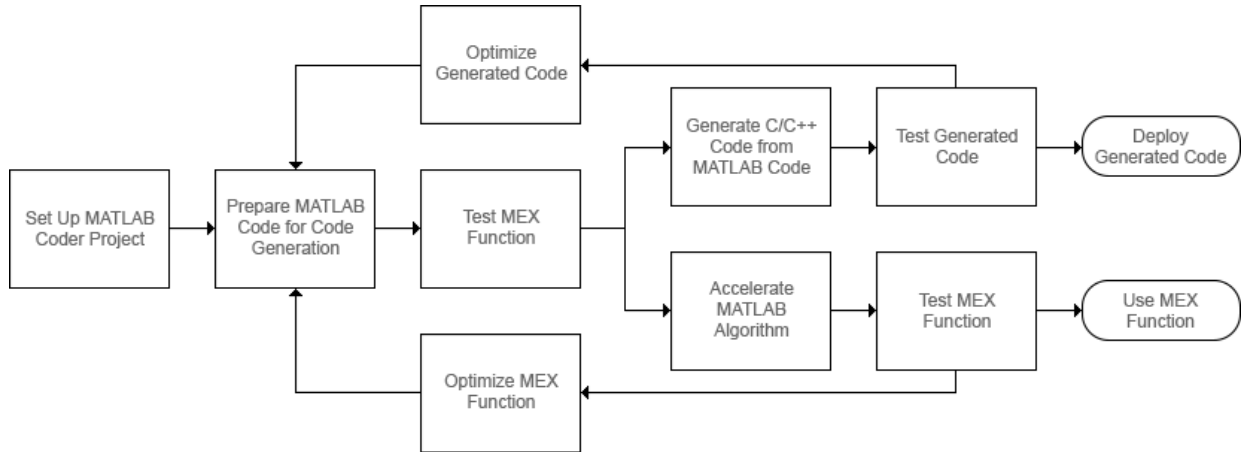 Optimize
Generated Code
Generate C/C++
Code from
MATLAB Code
Test Generated
Code
Deploy
Generated Code
Set Up MATLAB
Coder Project
Prepare MATLAB
Code for Code
Generation
Test MEX
Function
Accelerate
MATLAB
Algorithm
Test MEX
Function
Use MEX
Function
Optimize MEX
Function